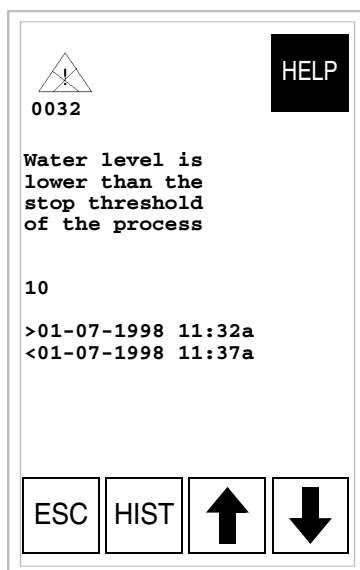 HELP
0032
Water level is
lower than the
stop threshold
of the process
10
>01-07-1998 11:32a
<01-07-1998 11:37a
ESC HIST